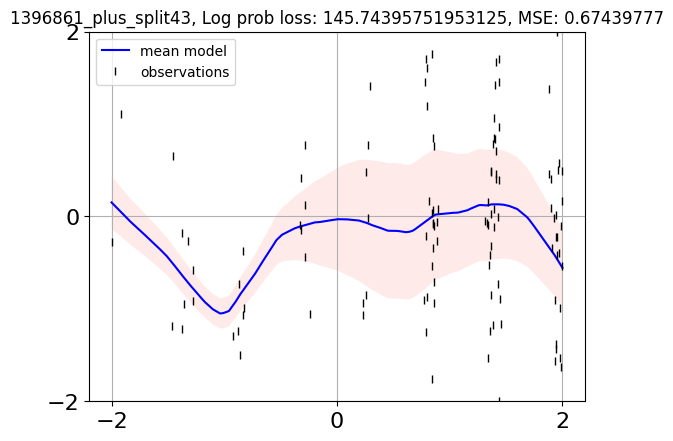 1396861_plus_split43, Log prob loss: 145.74395751953125, MSE: 0.67439777
2
mean model
observations
0
−2
−2
0
2